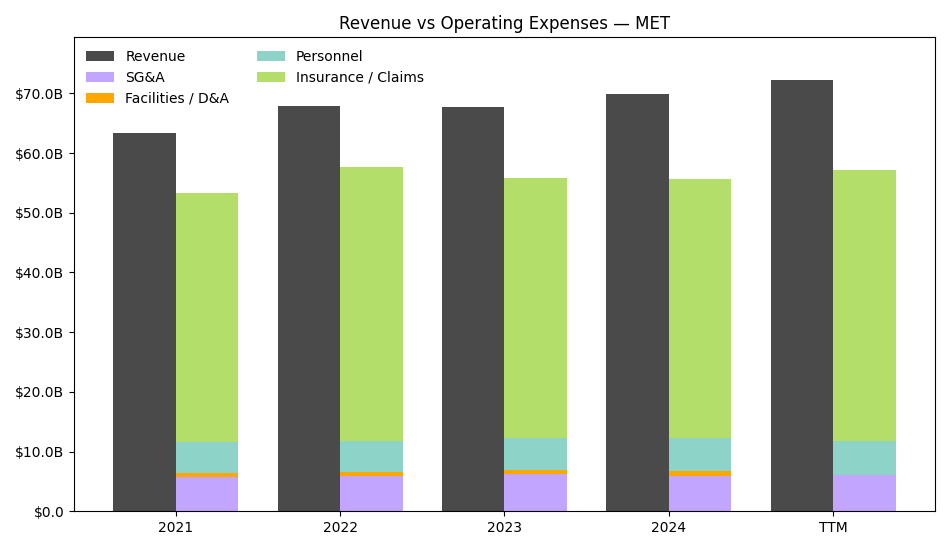 Revenue vs Operating Expenses — MET
Revenue
SG&A
Facilities / D&A
Personnel
Insurance / Claims
$70.0B
$60.0B
$50.0B
$40.0B
$30.0B
$20.0B
$10.0B
$0.0
2021 2022 2023 2024 TTM